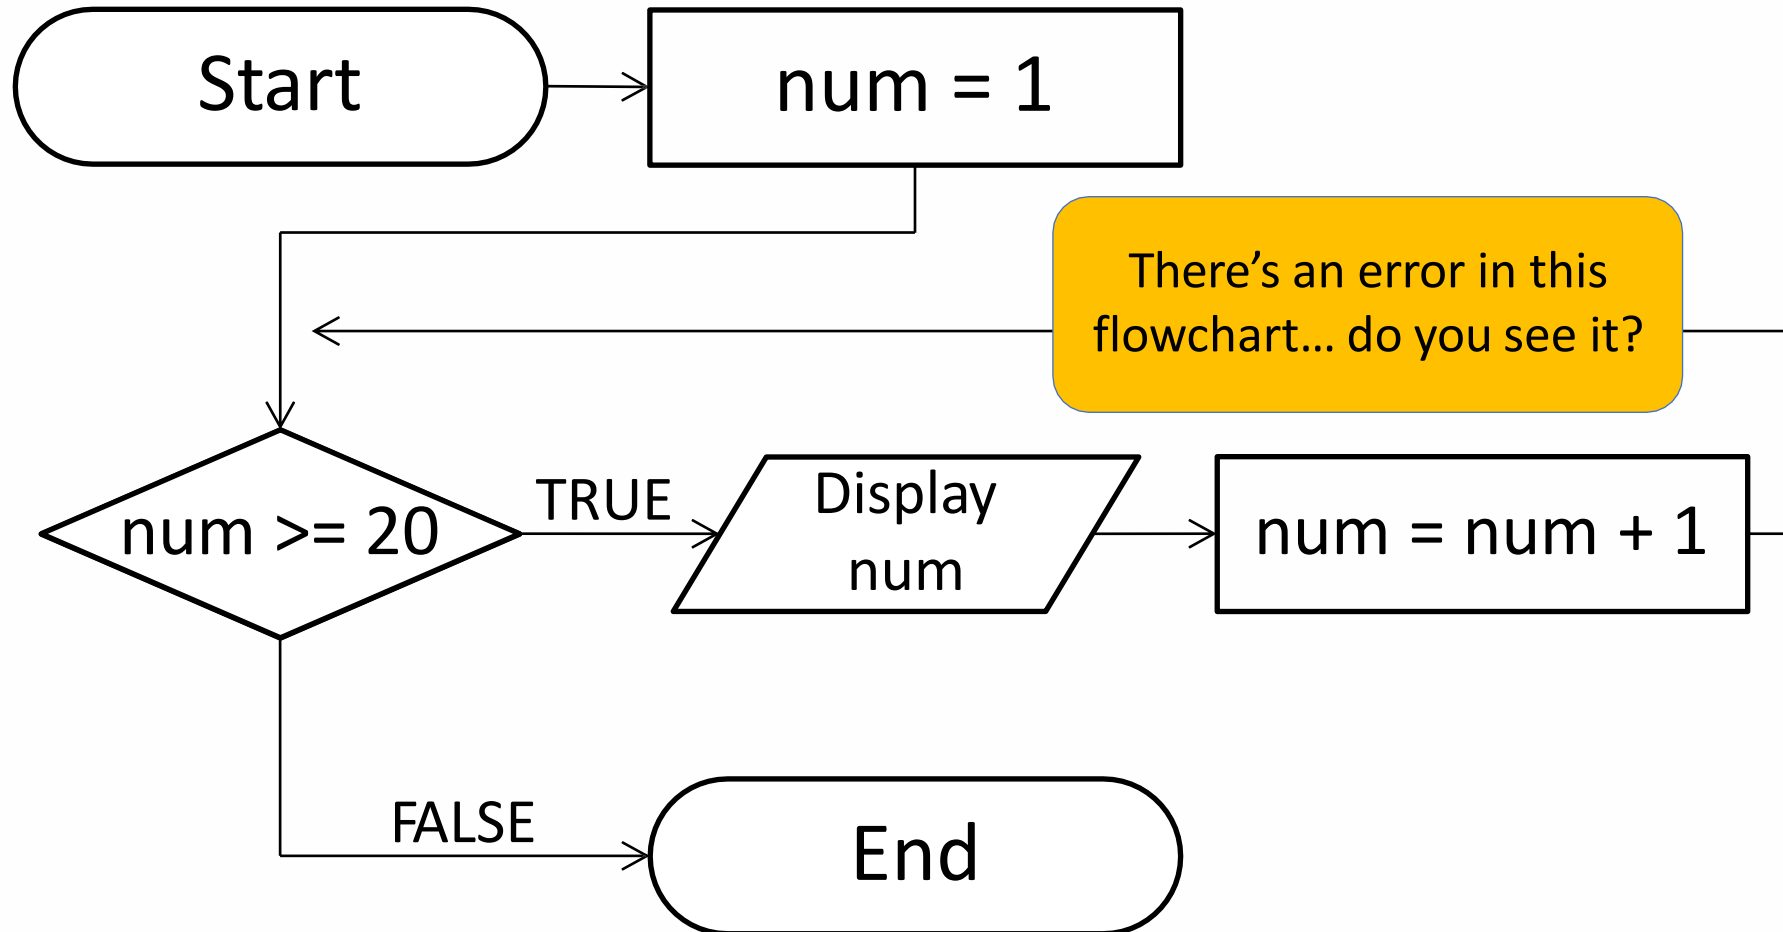 Start
num = 1
There’s an error in this
flowchart… do you see it?
num >= 20
TRUE
Display
num
num = num + 1
FALSE
End